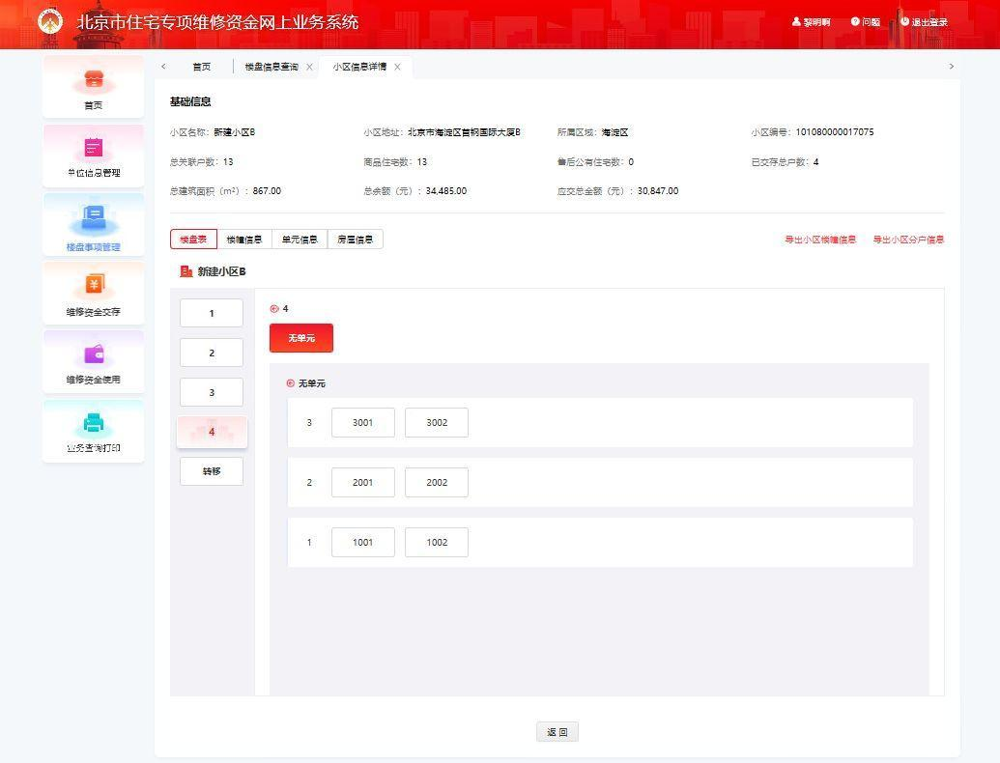 北京市住宅专项维修资金网上业务系统
黎明啊 问题 退出登录
首页 楼盘信息查询 小区信息详情
首页
单位信息管理
楼盘事项管理
维修资金交存
维修资金使用
业务查询打印
基础信息
小区名称：新建小区B 小区地址：北京市海淀区首钢国际大厦B 所属区域：海淀区 小区编号：101080000017075
总关联户数：13 商品住宅数：13 售后公有住宅数：0 已交存总户数：4
总建筑面积（m²）：867.00 总余额（元）：34,485.00 应交总金额（元）：30,847.00
楼盘表 楼幢信息 单元信息 房屋信息 导出小区楼幢信息 导出小区分户信息
新建小区B
1
2
3
4
转移
4
无单元
无单元
3 3001 3002
2 2001 2002
1 1001 1002
返回